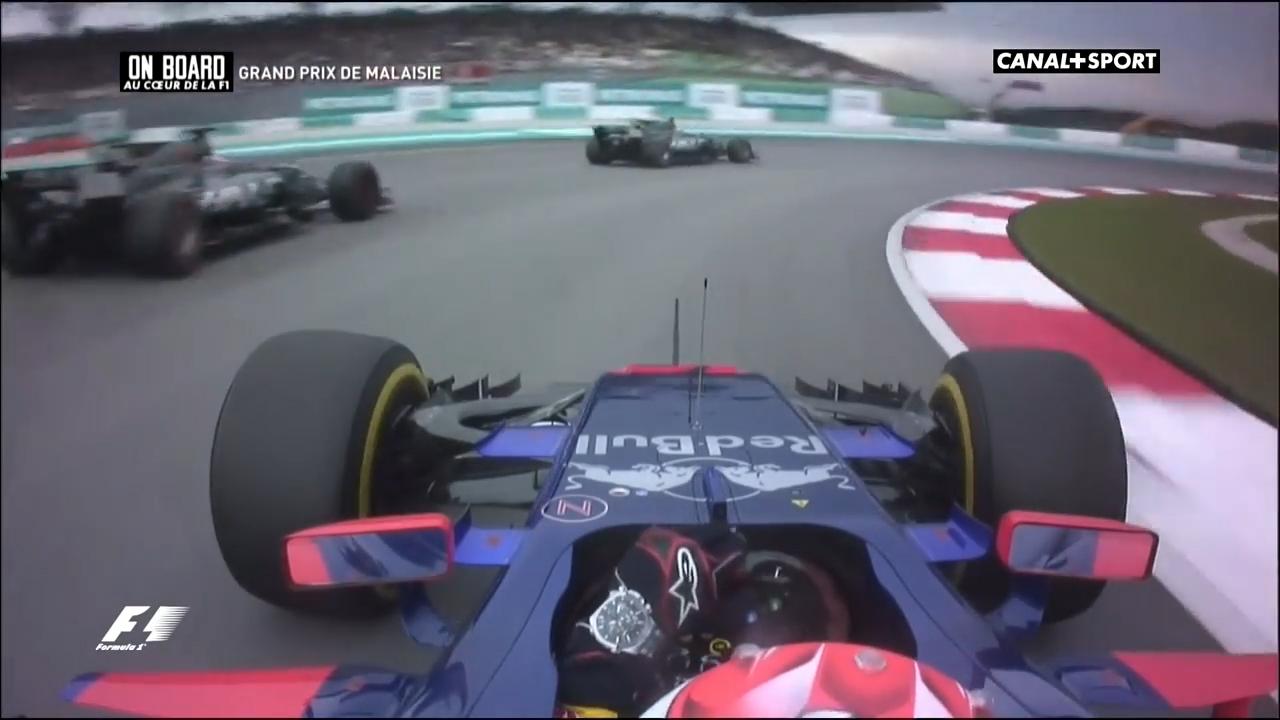 ON BOARD
AU CŒUR DE LA F1
GRAND PRIX DE MALAISIE
CANAL+SPORT
Red Bull
F1
Formula 1